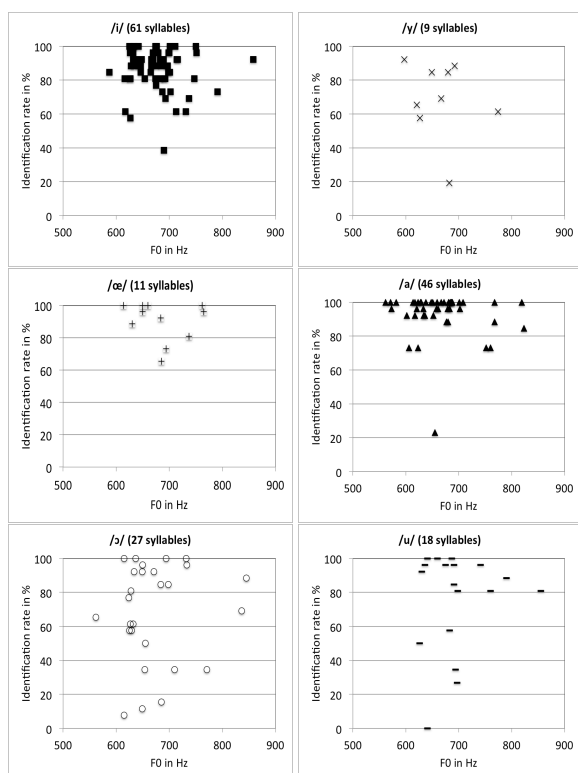 /i/ (61 syllables)
Identification rate in %
100
80
60
40
20
0
500 600 700 800 900
F0 in Hz
/y/ (9 syllables)
Identification rate in %
100
80
60
40
20
0
500 600 700 800 900
F0 in Hz
/œ/ (11 syllables)
Identification rate in %
100
80
60
40
20
0
500 600 700 800 900
F0 in Hz
/a/ (46 syllables)
Identification rate in %
100
80
60
40
20
0
500 600 700 800 900
F0 in Hz
/ɔ/ (27 syllables)
Identification rate in %
100
80
60
40
20
0
500 600 700 800 900
F0 in Hz
/u/ (18 syllables)
Identification rate in %
100
80
60
40
20
0
500 600 700 800 900
F0 in Hz